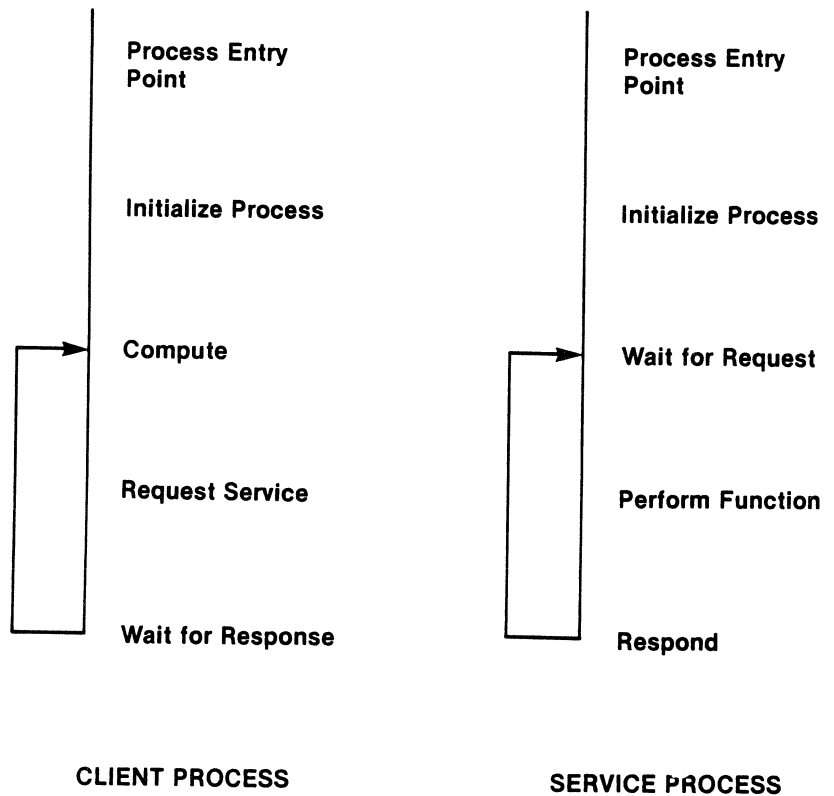 Process Entry
Point
Initialize Process
Compute
Request Service
Wait for Response
CLIENT PROCESS
Process Entry
Point
Initialize Process
Wait for Request
Perform Function
Respond
SERVICE PROCESS